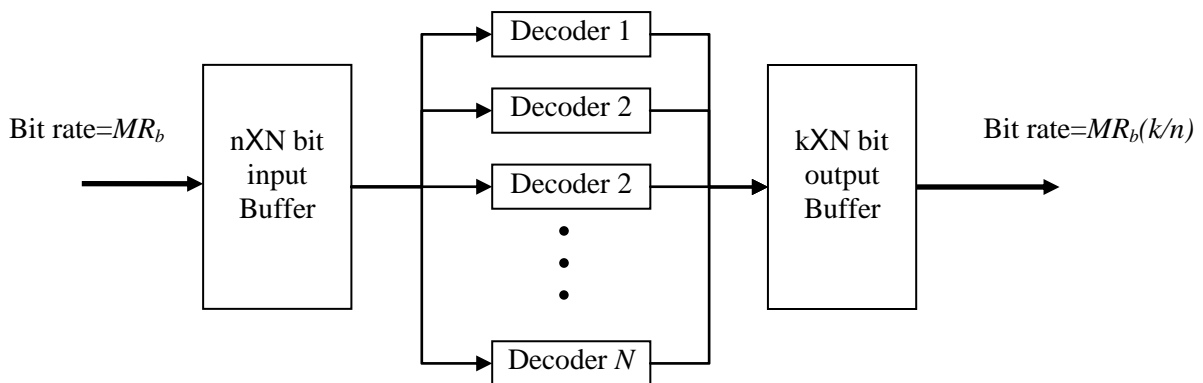 Decoder 1
Bit rate=MRb
nXN bit
input
Buffer
Decoder 2
Decoder 2
Decoder N
kXN bit
output
Buffer
Bit rate=MRb(k/n)